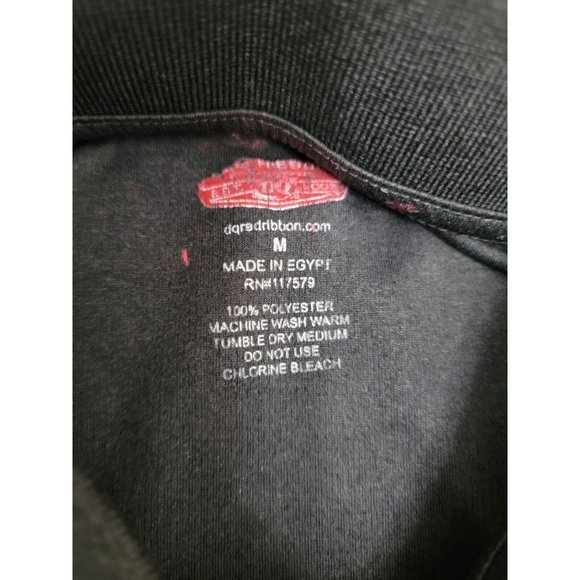 dqredribbon.com
M
MADE IN EGYPT
RN#117579
100% POLYESTER
MACHINE WASH WARM
TUMBLE DRY MEDIUM
DO NOT USE
CHLORINE BLEACH